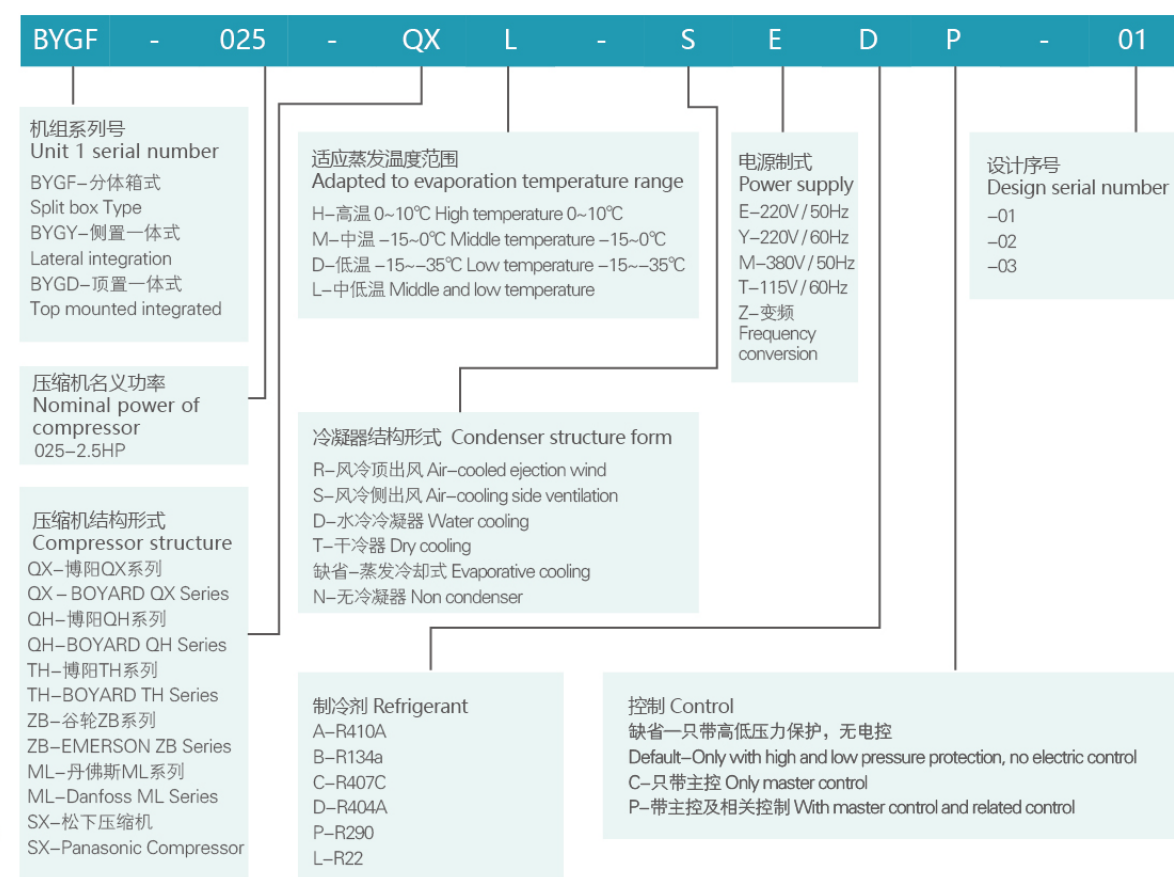 BYGF - 025 - QX L - S E D P - 01
机组系列号
Unit 1 serial number
BYGF-分体箱式
Split box Type
BYGY-侧置一体式
Lateral integration
BYGD-顶置一体式
Top mounted integrated
压缩机名义功率
Nominal power of
compressor
025-2.5HP
压缩机结构形式
Compressor structure
QX-博阳QX系列
QX-BOYARD QX Series
QH-博阳QH系列
QH-BOYARD QH Series
TH-博阳TH系列
TH-BOYARD TH Series
ZB-谷轮ZB系列
ZB-EMERSON ZB Series
ML-丹佛斯ML系列
ML-Danfoss ML Series
SX-松下压缩机
SX-Panasonic Compressor
适应蒸发温度范围
Adapted to evaporation temperature range
H-高温 0~10℃ High temperature 0~10℃
M-中温 -15~0℃ Middle temperature -15~0℃
D-低温 -15~-35℃ Low temperature -15~-35℃
L-中低温 Middle and low temperature
冷凝器结构形式 Condenser structure form
R-风冷顶出风 Air-cooled ejection wind
S-风冷侧出风 Air-cooling side ventilation
D-水冷冷凝器 Water cooling
T-干冷器 Dry cooling
缺省-蒸发冷却式 Evaporative cooling
N-无冷凝器 Non condenser
电源制式
Power supply
E-220V/50Hz
Y-220V/60Hz
M-380V/50Hz
T-115V/60Hz
Z-变频
Frequency
conversion
设计序号
Design serial number
-01
-02
-03
制冷剂 Refrigerant
A-R410A
B-R134a
C-R407C
D-R404A
P-R290
L-R22
控制 Control
缺省—只带高低压力保护，无电控
Default-Only with high and low pressure protection, no electric control
C-只带主控 Only master control
P-带主控及相关控制 With master control and related control